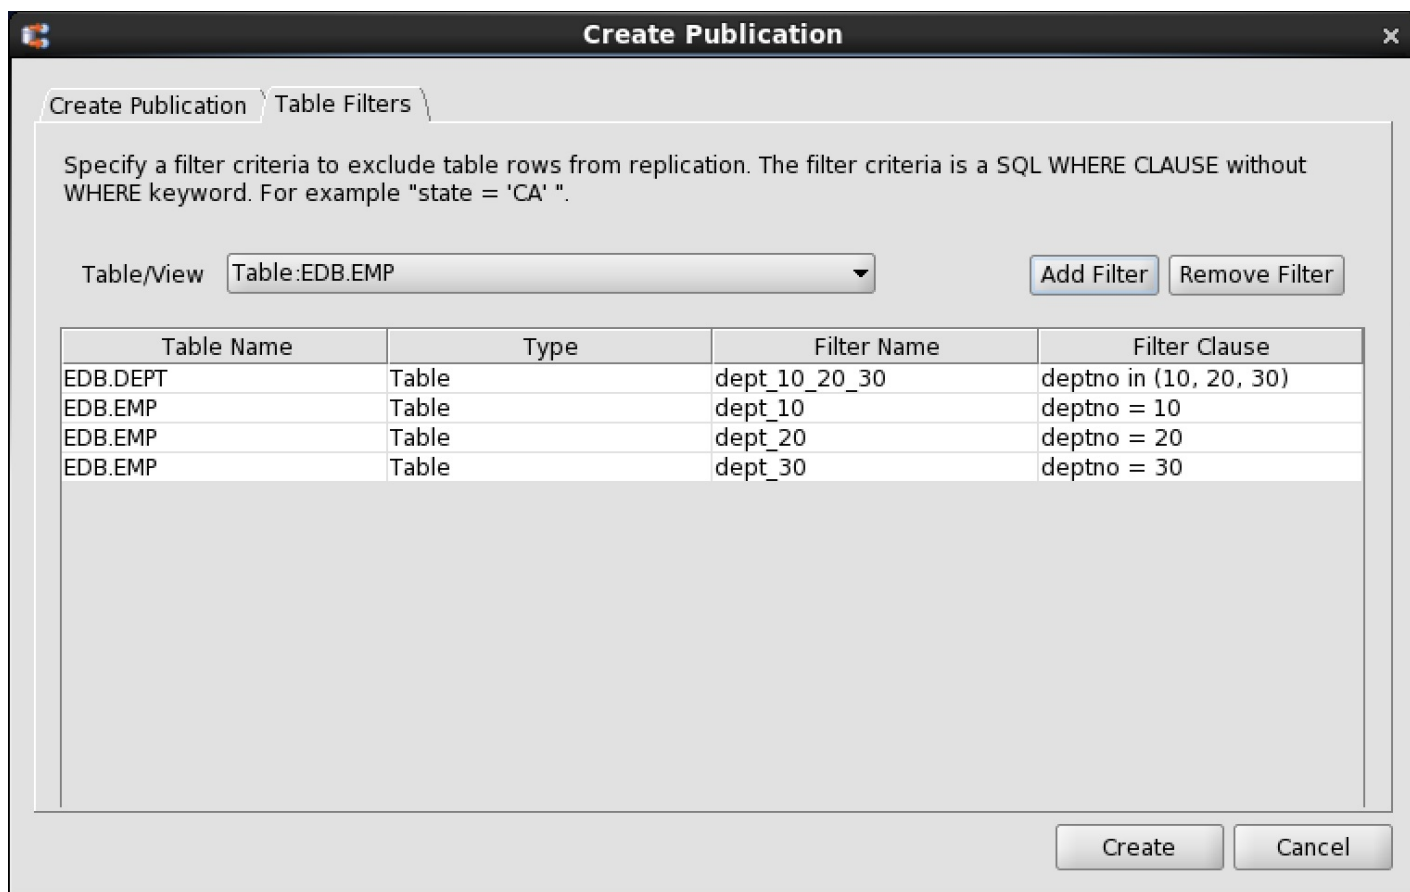 Create Publication
Create Publication Table Filters
Specify a filter criteria to exclude table rows from replication. The filter criteria is a SQL WHERE CLAUSE without
WHERE keyword. For example "state = 'CA' ".
Table/View Table:EDB.EMP Add Filter Remove Filter
Table Name Type Filter Name Filter Clause
EDB.DEPT Table dept_10_20_30 deptno in (10, 20, 30)
EDB.EMP Table dept_10 deptno = 10
EDB.EMP Table dept_20 deptno = 20
EDB.EMP Table dept_30 deptno = 30
Create Cancel